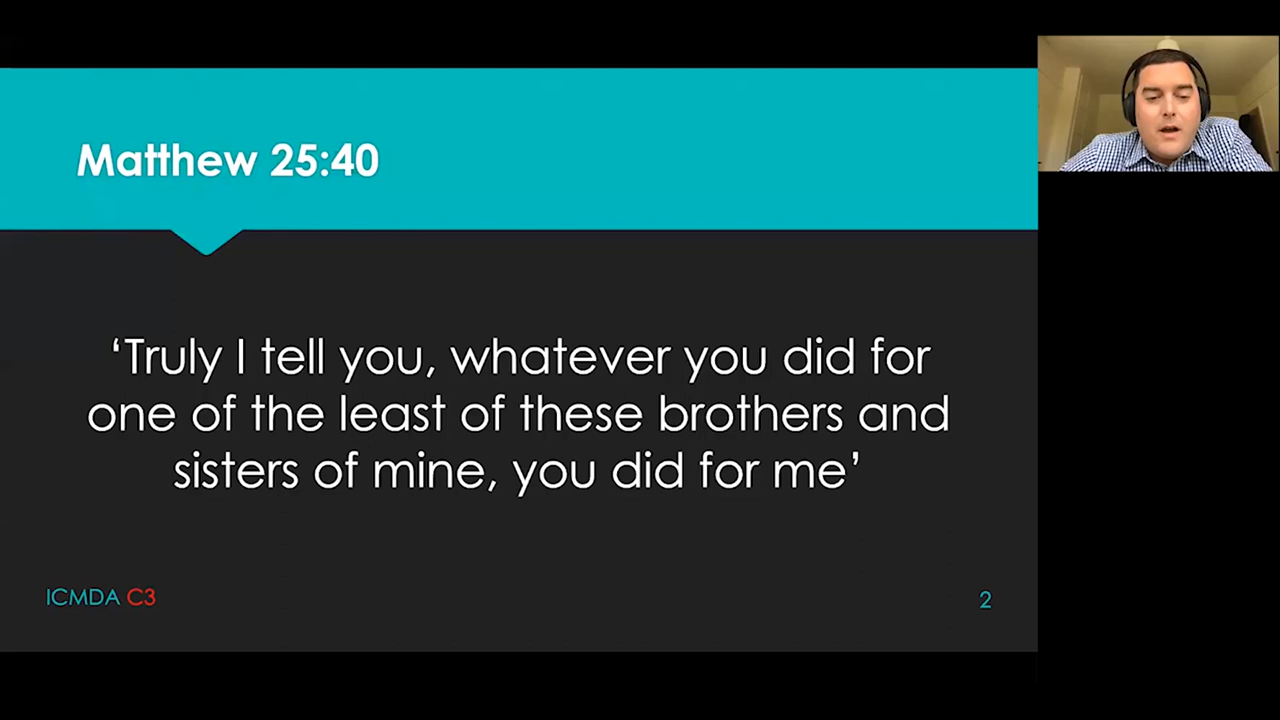 Matthew 25:40
‘Truly I tell you, whatever you did for
one of the least of these brothers and
sisters of mine, you did for me’
ICMDA C3
2